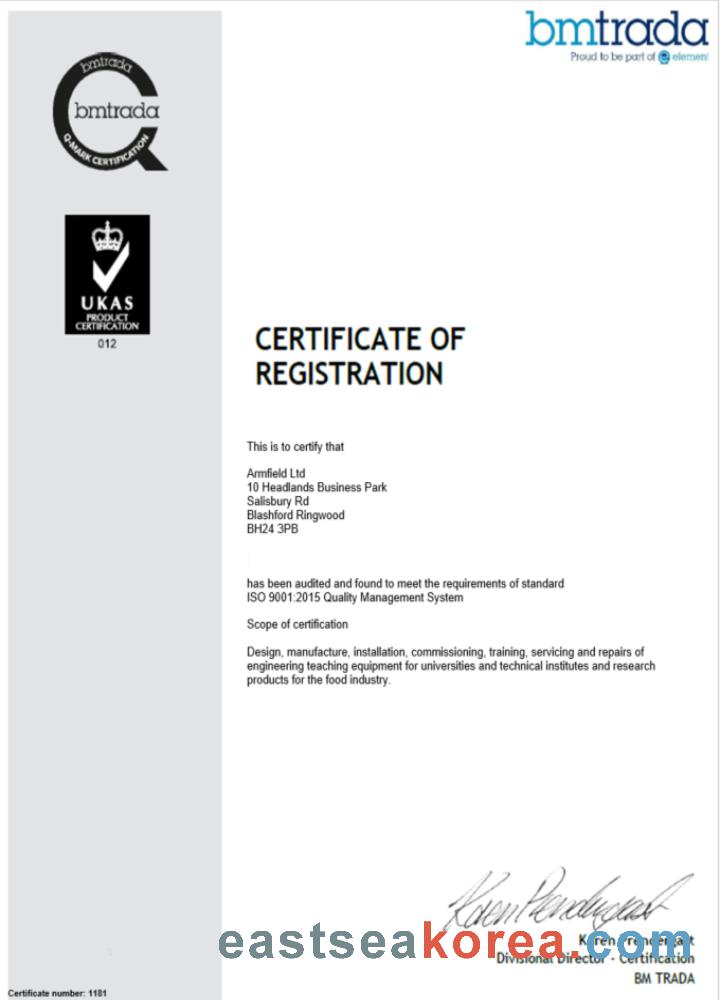 bmtrada
Proud to be part of element
bmtrada
bmtrada
Q-MARK CERTIFICATION
UKAS
PRODUCT
CERTIFICATION
012
CERTIFICATE OF
REGISTRATION
This is to certify that
Armfield Ltd
10 Headlands Business Park
Salisbury Rd
Blashford Ringwood
BH24 3PB
has been audited and found to meet the requirements of standard
ISO 9001:2015 Quality Management System
Scope of certification
Design, manufacture, installation, commissioning, training, servicing and repairs of
engineering teaching equipment for universities and technical institutes and research
products for the food industry.
Karen Prendergast
eastseakorea.com
Karen Prendergast
Divisional Director - Certification
BM TRADA
Certificate number: 1181